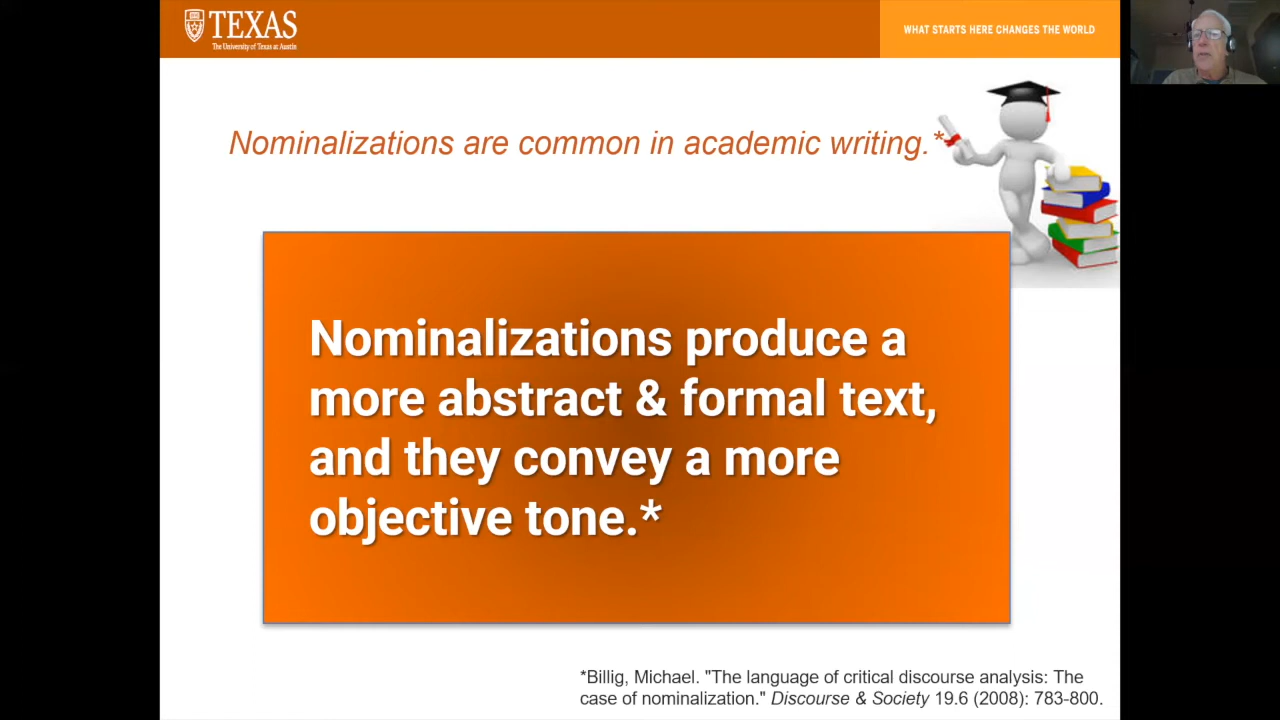 TEXAS
The University of Texas at Austin
WHAT STARTS HERE CHANGES THE WORLD
Nominalizations are common in academic writing.*
Nominalizations produce a
more abstract & formal text,
and they convey a more
objective tone.*
*Billig, Michael. "The language of critical discourse analysis: The
case of nominalization." Discourse & Society 19.6 (2008): 783-800.